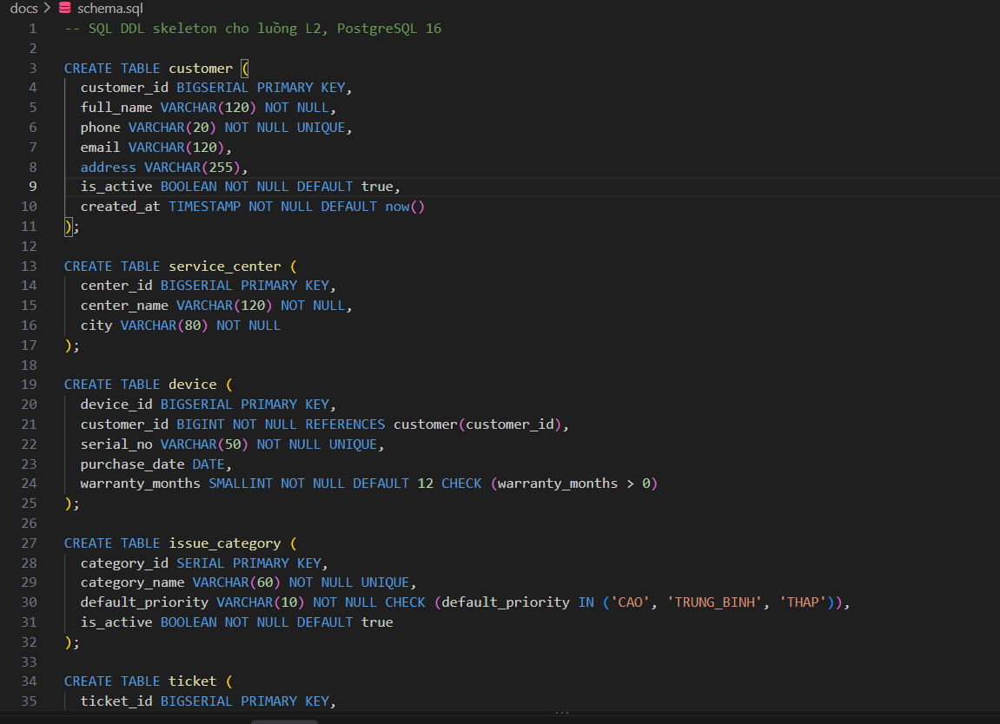 docs > schema.sql
1 -- SQL DDL skeleton cho luồng L2, PostgreSQL 16
2
3 CREATE TABLE customer (
4   customer_id BIGSERIAL PRIMARY KEY,
5   full_name VARCHAR(120) NOT NULL,
6   phone VARCHAR(20) NOT NULL UNIQUE,
7   email VARCHAR(120),
8   address VARCHAR(255),
9   is_active BOOLEAN NOT NULL DEFAULT true,
10   created_at TIMESTAMP NOT NULL DEFAULT now()
11 );
12
13 CREATE TABLE service_center (
14   center_id BIGSERIAL PRIMARY KEY,
15   center_name VARCHAR(120) NOT NULL,
16   city VARCHAR(80) NOT NULL
17 );
18
19 CREATE TABLE device (
20   device_id BIGSERIAL PRIMARY KEY,
21   customer_id BIGINT NOT NULL REFERENCES customer(customer_id),
22   serial_no VARCHAR(50) NOT NULL UNIQUE,
23   purchase_date DATE,
24   warranty_months SMALLINT NOT NULL DEFAULT 12 CHECK (warranty_months > 0)
25 );
26
27 CREATE TABLE issue_category (
28   category_id SERIAL PRIMARY KEY,
29   category_name VARCHAR(60) NOT NULL UNIQUE,
30   default_priority VARCHAR(10) NOT NULL CHECK (default_priority IN ('CAO', 'TRUNG_BINH', 'THAP')),
31   is_active BOOLEAN NOT NULL DEFAULT true
32 );
33
34 CREATE TABLE ticket (
35   ticket_id BIGSERIAL PRIMARY KEY,